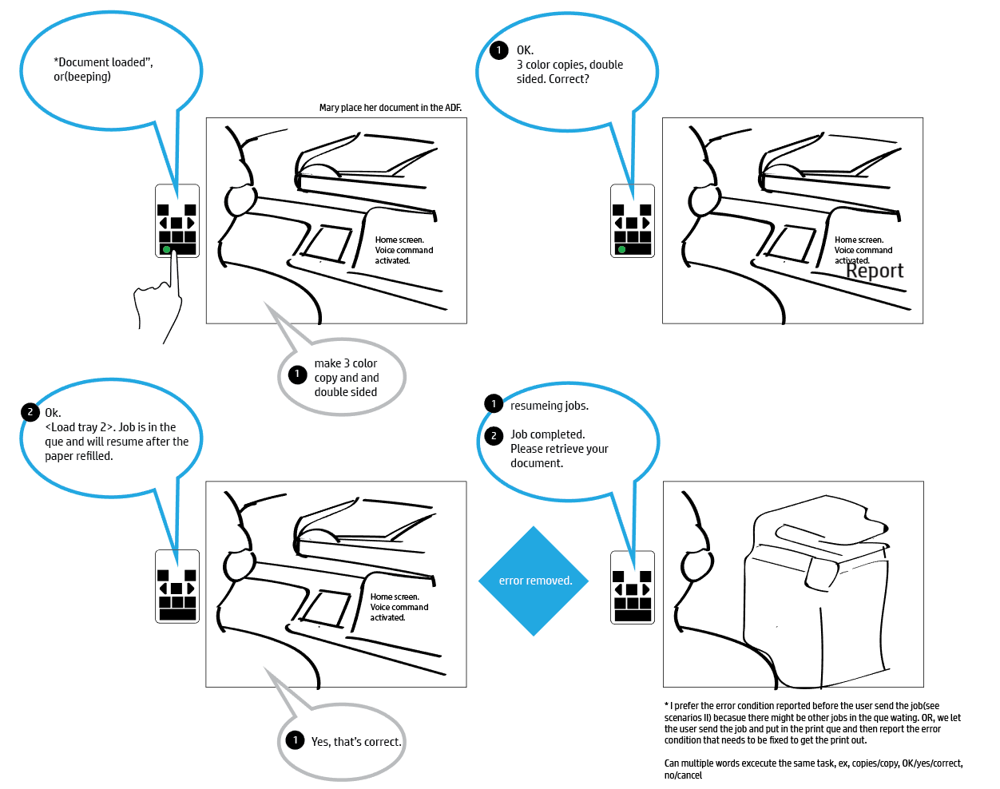 *Document loaded”,
or(beeping)
Mary place her document in the ADF.
Home screen.
Voice command
activated.
1
make 3 color
copy and and
double sided
1
OK.
3 color copies, double
sided. Correct?
Home screen.
Voice command
activated.
Report
2
Ok.
<Load tray 2>. Job is in the
que and will resume after the
paper refilled.
Home screen.
Voice command
activated.
1
Yes, that’s correct.
1
resumeing jobs.
2
Job completed.
Please retrieve your
document.
error removed.
* I prefer the error condition reported before the user send the job(see
scenarios II) becasue there might be other jobs in the que wating. OR, we let
the user send the job and put in the print que and then report the error
condition that needs to be fixed to get the print out.
Can multiple words excecute the same task, ex, copies/copy, OK/yes/correct,
no/cancel